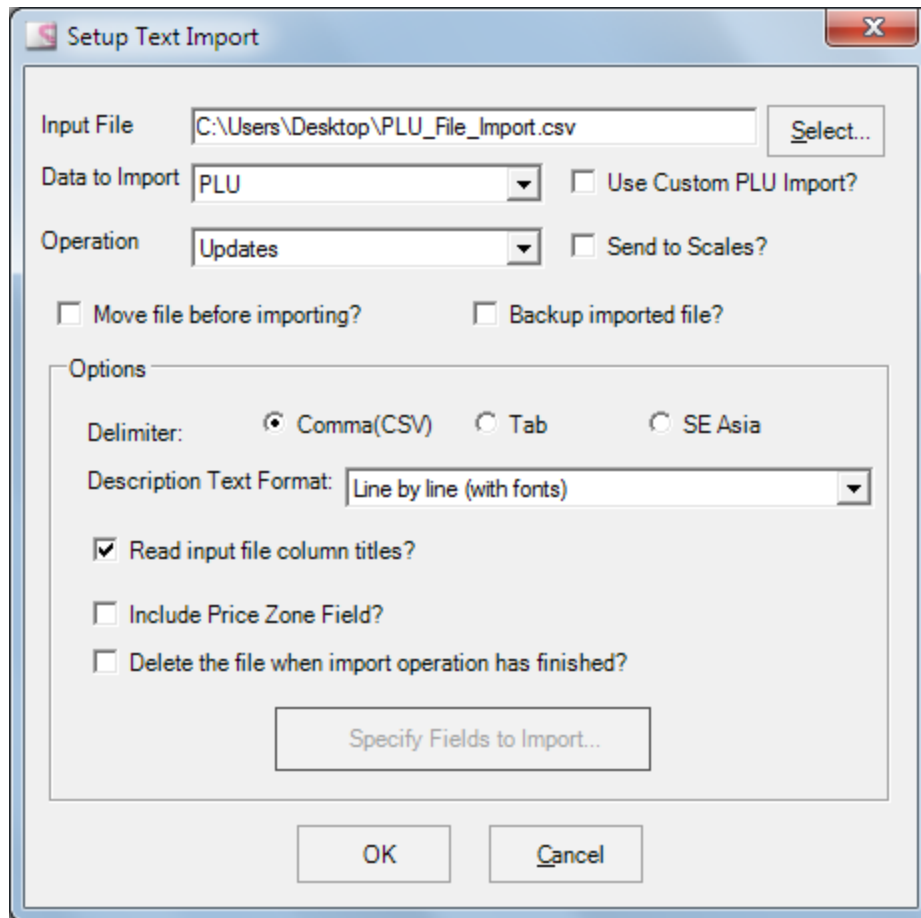 Setup Text Import
Input File C:\Users\Desktop\PLU_File_Import.csv Select...
Data to Import PLU Use Custom PLU Import?
Operation Updates Send to Scales?
Move file before importing? Backup imported file?
Options
Delimiter: Comma(CSV) Tab SE Asia
Description Text Format: Line by line (with fonts)
Read input file column titles?
Include Price Zone Field?
Delete the file when import operation has finished?
Specify Fields to Import...
OK Cancel